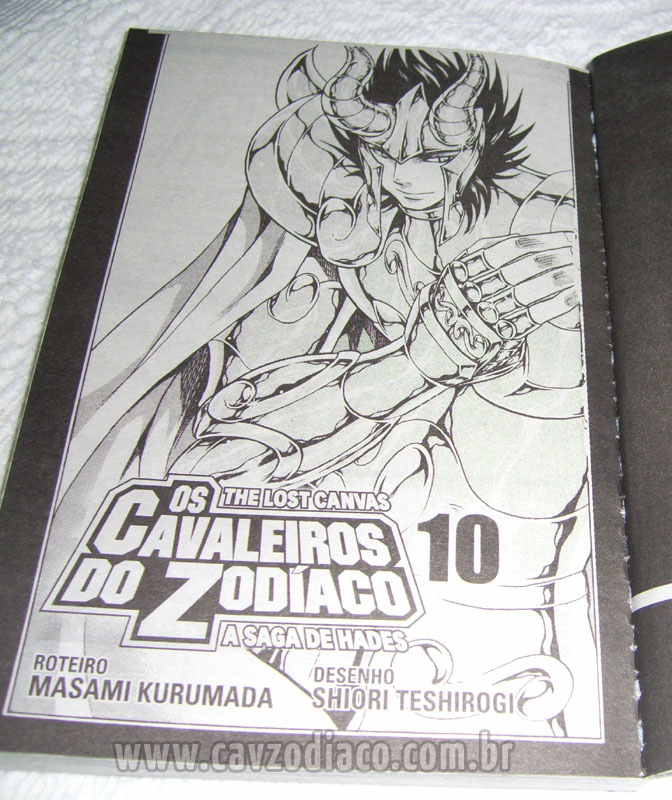 THE LOST CANVAS
OS
CAVALEIROS
DO ZODÍACO
10
A SAGA DE HADES
ROTEIRO
MASAMI KURUMADA
DESENHO
SHIORI TESHIROGI
www.cavzodiaco.com.br